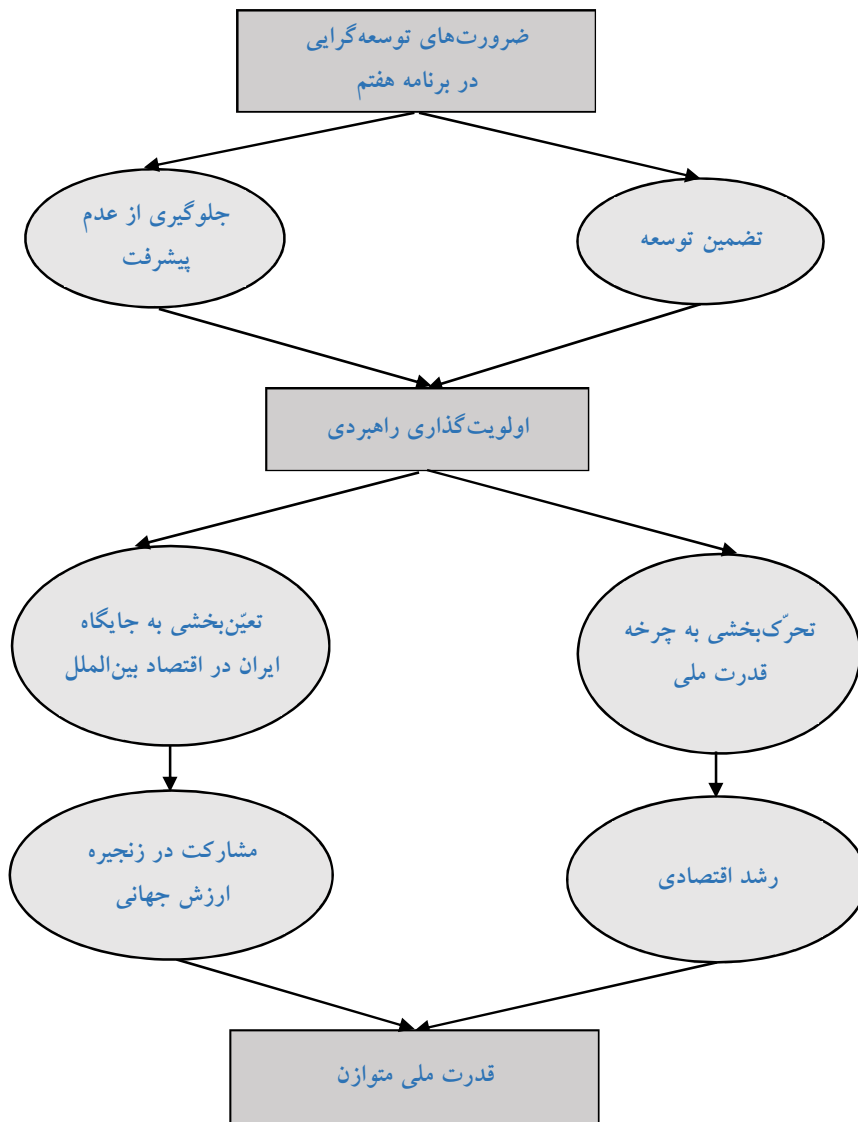 ضرورت‌های توسعه‌گرایی
در برنامه هفتم
تضمین توسعه
جلوگیری از عدم
پیشرفت
اولویت‌گذاری راهبردی
تحرّک‌بخشی به چرخه
قدرت ملی
تعیّن‌بخشی به جایگاه
ایران در اقتصاد بین‌الملل
رشد اقتصادی
مشارکت در زنجیره
ارزش جهانی
قدرت ملی متوازن